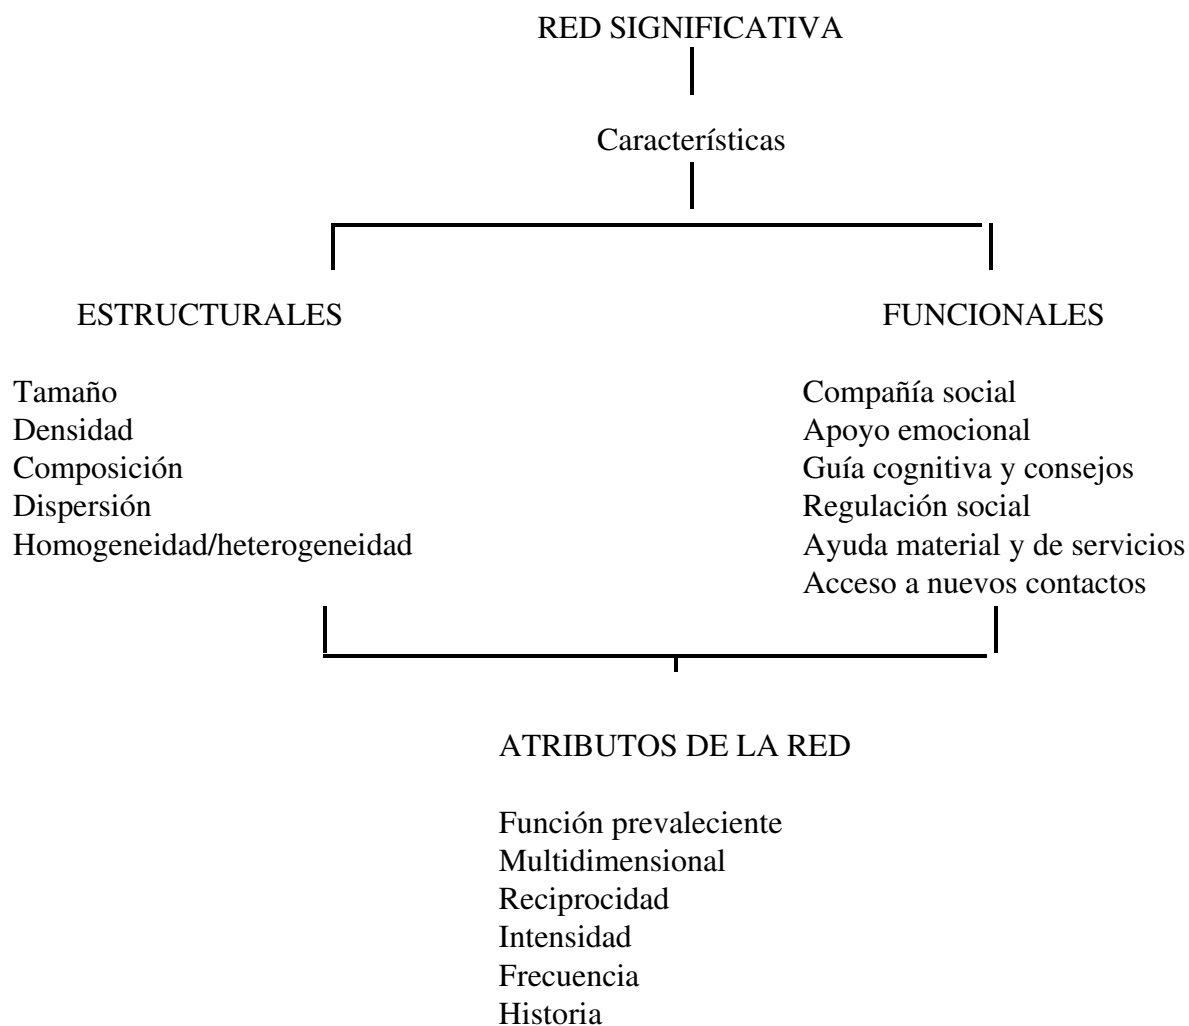 RED SIGNIFICATIVA
Características
ESTRUCTURALES
FUNCIONALES
Tamaño
Densidad
Composición
Dispersión
Homogeneidad/heterogeneidad
Compañía social
Apoyo emocional
Guía cognitiva y consejos
Regulación social
Ayuda material y de servicios
Acceso a nuevos contactos
ATRIBUTOS DE LA RED
Función prevaleciente
Multidimensional
Reciprocidad
Intensidad
Frecuencia
Historia